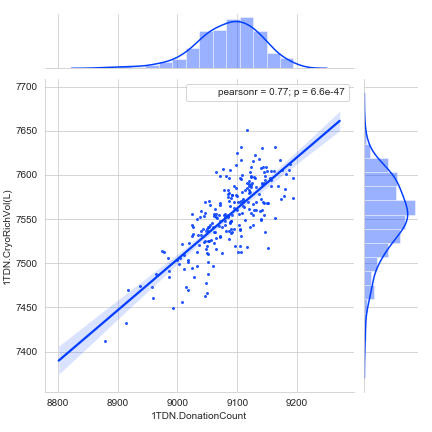 pearsonr = 0.77; p = 6.6e-47
7700
7650
7600
7550
7500
7450
7400
1TDN.CryoRichVol(L)
8800 8900 9000 9100 9200
1TDN.DonationCount